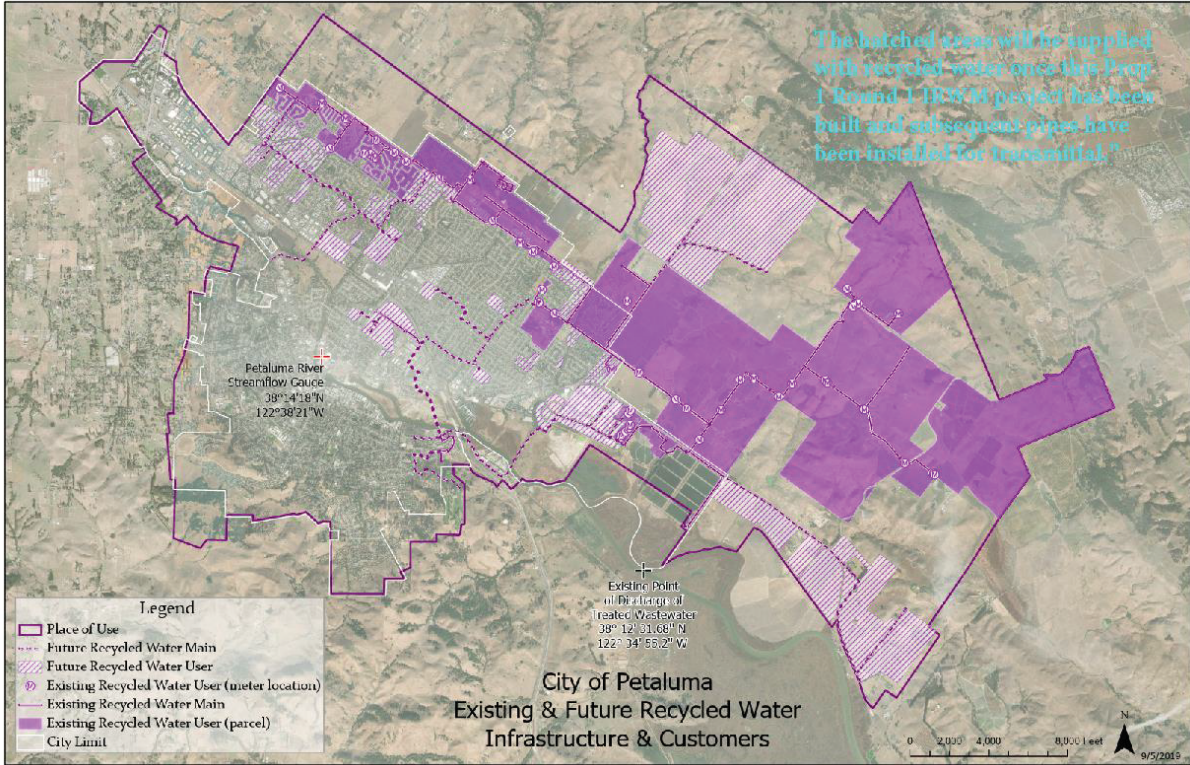 The hatched areas will be supplied
with recycled water once this Prop
1 Round 1 IRWM project has been
built and subsequent pipes have
been installed for transmittal."
Petaluma River
Streamflow Gauce
38°14'18"N
122°38'21"W
Existing Point
of Discharge of
Treated Wastewater
38° 12' 31.68" N
122° 34' 55.2" W
Legend
Place of Use
Future Recycled Water Main
Future Recycled Water User
Existing Recycled Water User (meter location)
Existing Recycled Water Main
Existing Recycled Water User (parcel)
City Limit
City of Petaluma
Existing & Future Recycled Water
Infrastructure & Customers
0 2,000 4,000 8,000 Feet
N
9/5/2019